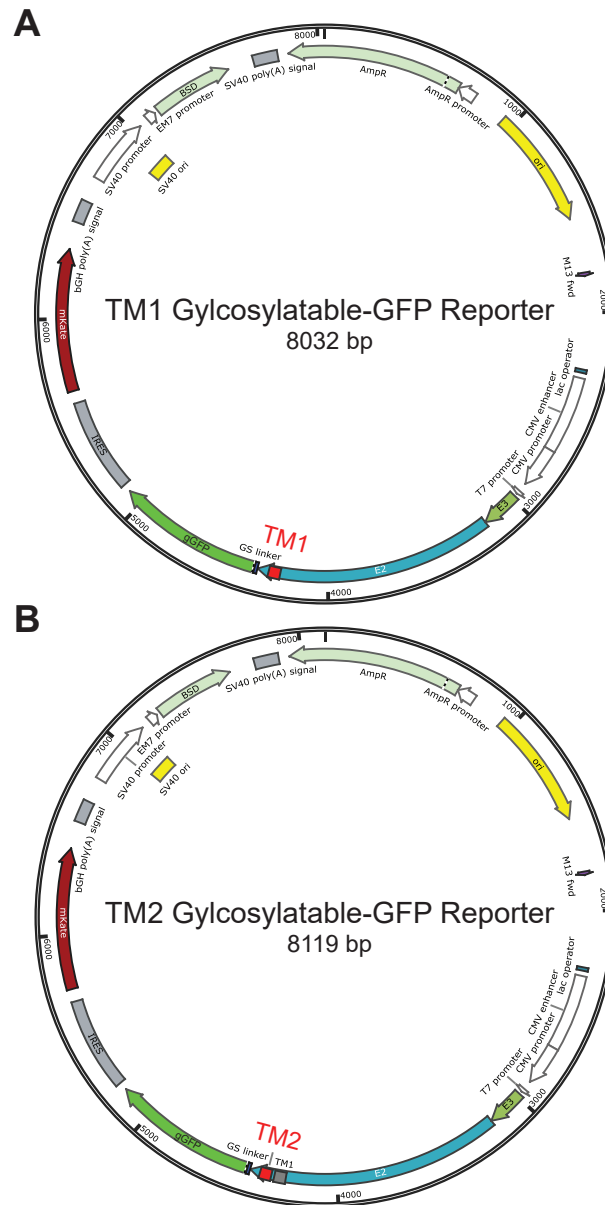 A
8000
SV40 poly(A) signal
AmpR
AmpR promoter
BSD
EM7 promoter
SV40 promoter
SV40 ori
7000
1000
ori
bGH poly(A) signal
M13 fwd
2000
mKate
6000
TM1 Gylcosylatable-GFP Reporter
8032 bp
lac operator
CMV enhancer
CMV promoter
T7 promoter
3000
IRES
E3
5000
gGFP
GS linker
TM1
E2
4000
B
8000
SV40 poly(A) signal
AmpR
AmpR promoter
BSD
EM7 promoter
SV40 promoter
SV40 ori
7000
1000
ori
bGH poly(A) signal
M13 fwd
2000
mKate
6000
TM2 Gylcosylatable-GFP Reporter
8119 bp
lac operator
CMV enhancer
CMV promoter
T7 promoter
3000
IRES
E3
5000
gGFP
GS linker
TM2
TM1
E2
4000